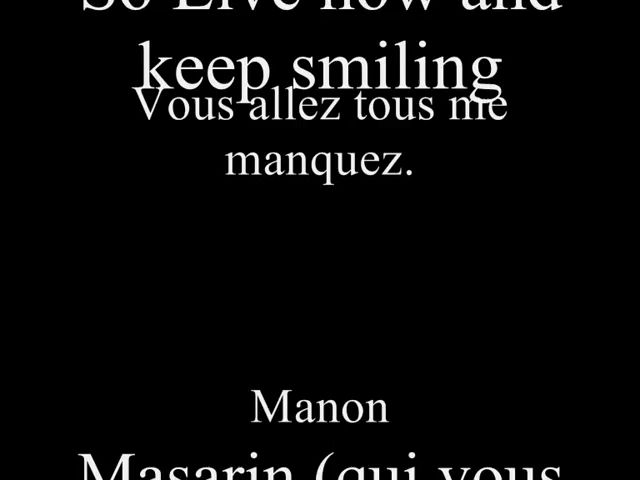 So Live now and
keep smiling
Vous allez tous me
manquez.
Manon
Masarin (qui vous